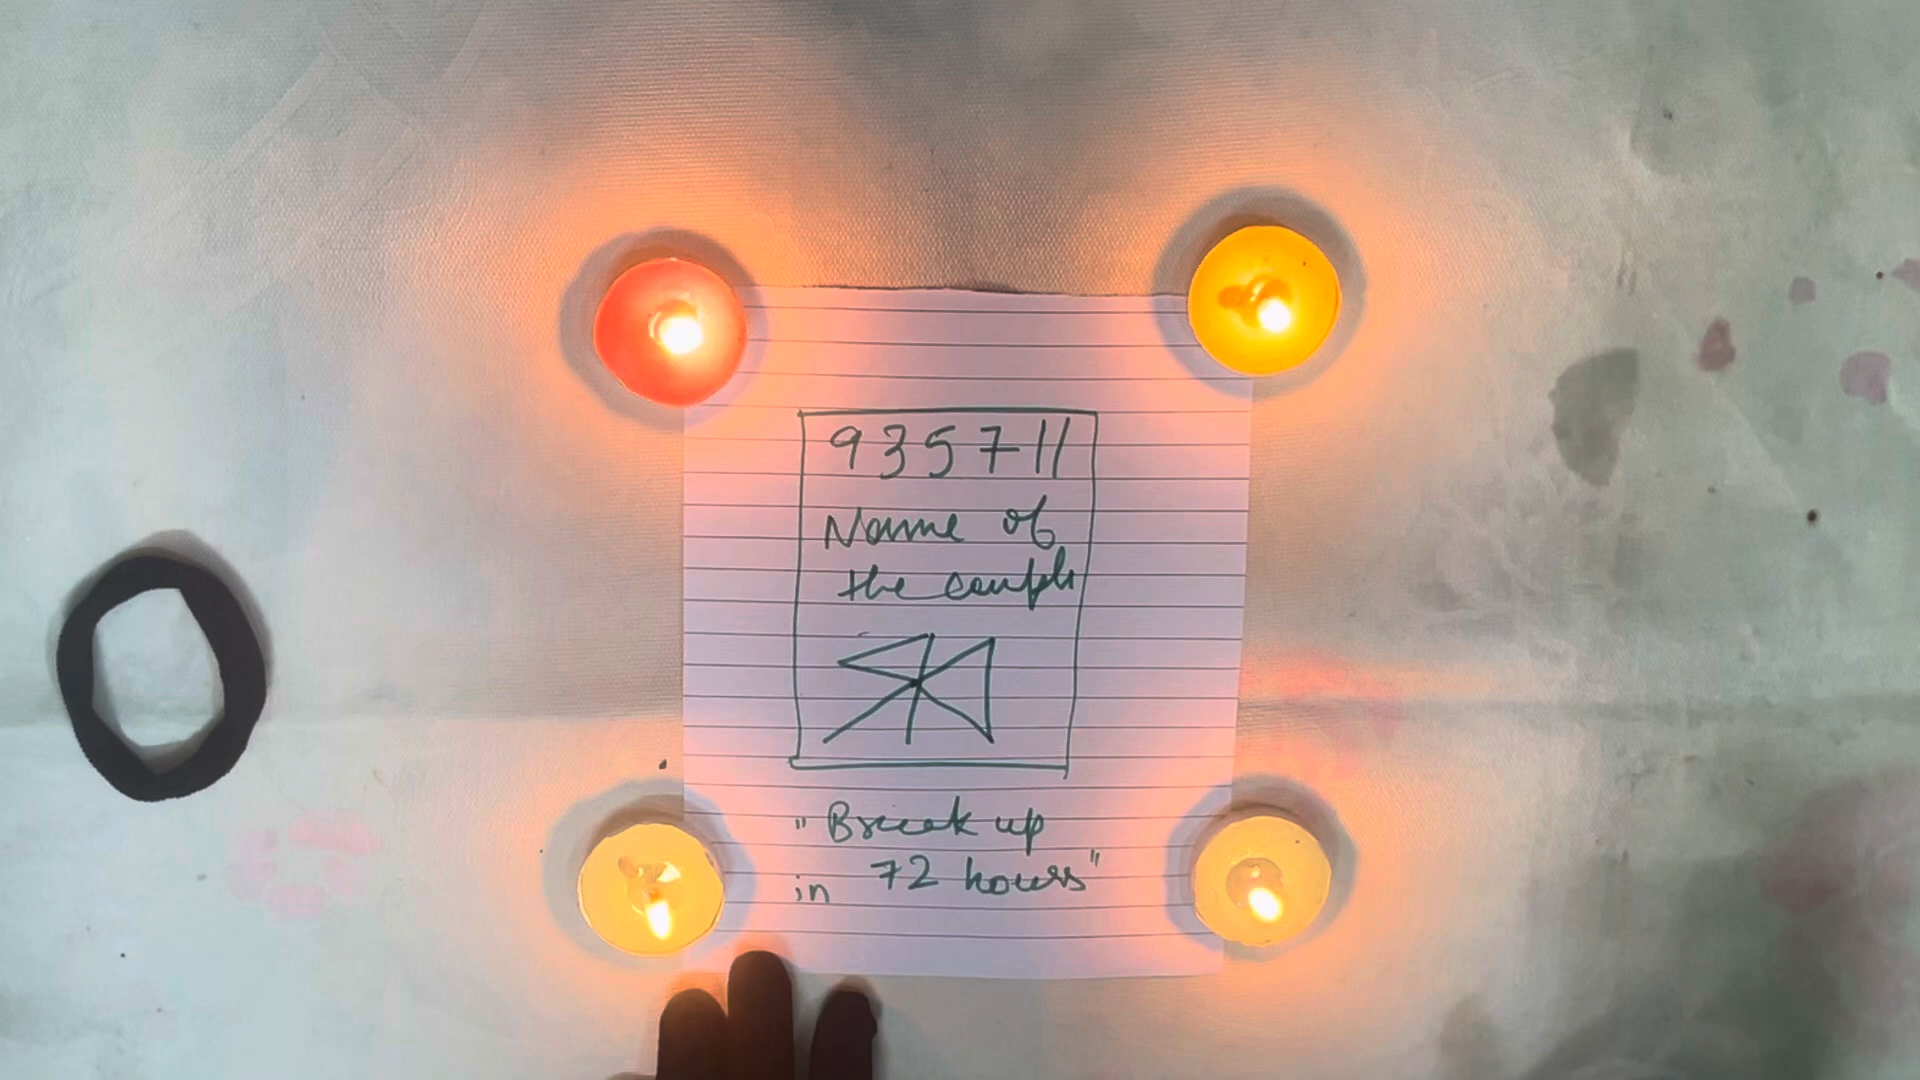 935711
Name of
the couple
"Break up
in 72 hours"